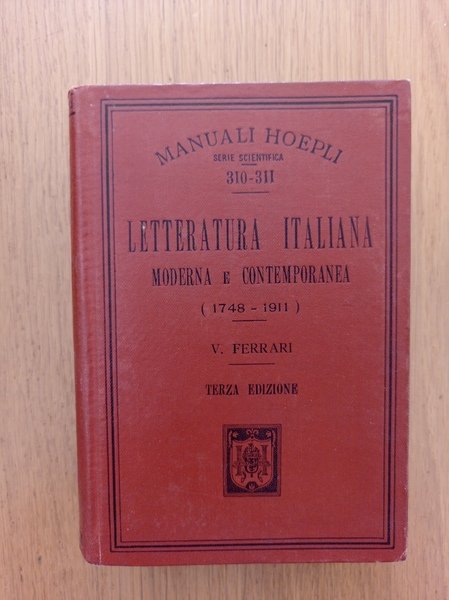 MANUALI HOEPLI
SERIE SCIENTIFICA
310-311
LETTERATURA ITALIANA
MODERNA E CONTEMPORANEA
( 1748 - 1911 )
V. FERRARI
TERZA EDIZIONE